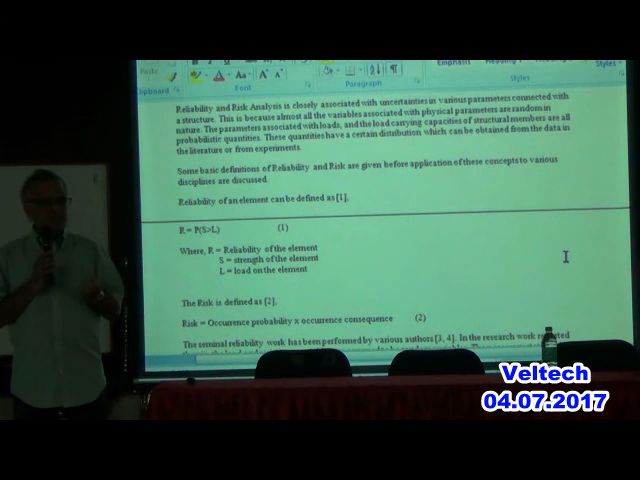 Paste
Clipboard
Font
Paragraph
Emphasis
Styles
Styles
Reliability and Risk Analysis is closely associated with uncertainties in various parameters connected with
a structure. This is because almost all the variables associated with physical parameters are random in
nature. The parameters associated with loads, and the load carrying capacities of structural members are all
probabilistic quantities. These quantities have a certain distribution which can be obtained from the data in
the literature or from experiments.
Some basic definitions of Reliability and Risk are given before application of these concepts to various
disciplines are discussed.
Reliability of an element can be defined as [1],
R = P(S>L) (1)
Where, R = Reliability of the element
S = strength of the element
L = load on the element
The Risk is defined as [2],
Risk = Occurrence probability x occurrence consequence (2)
The seminal reliability work has been performed by various authors [3, 4]. In the research work reported
Veltech
04.07.2017